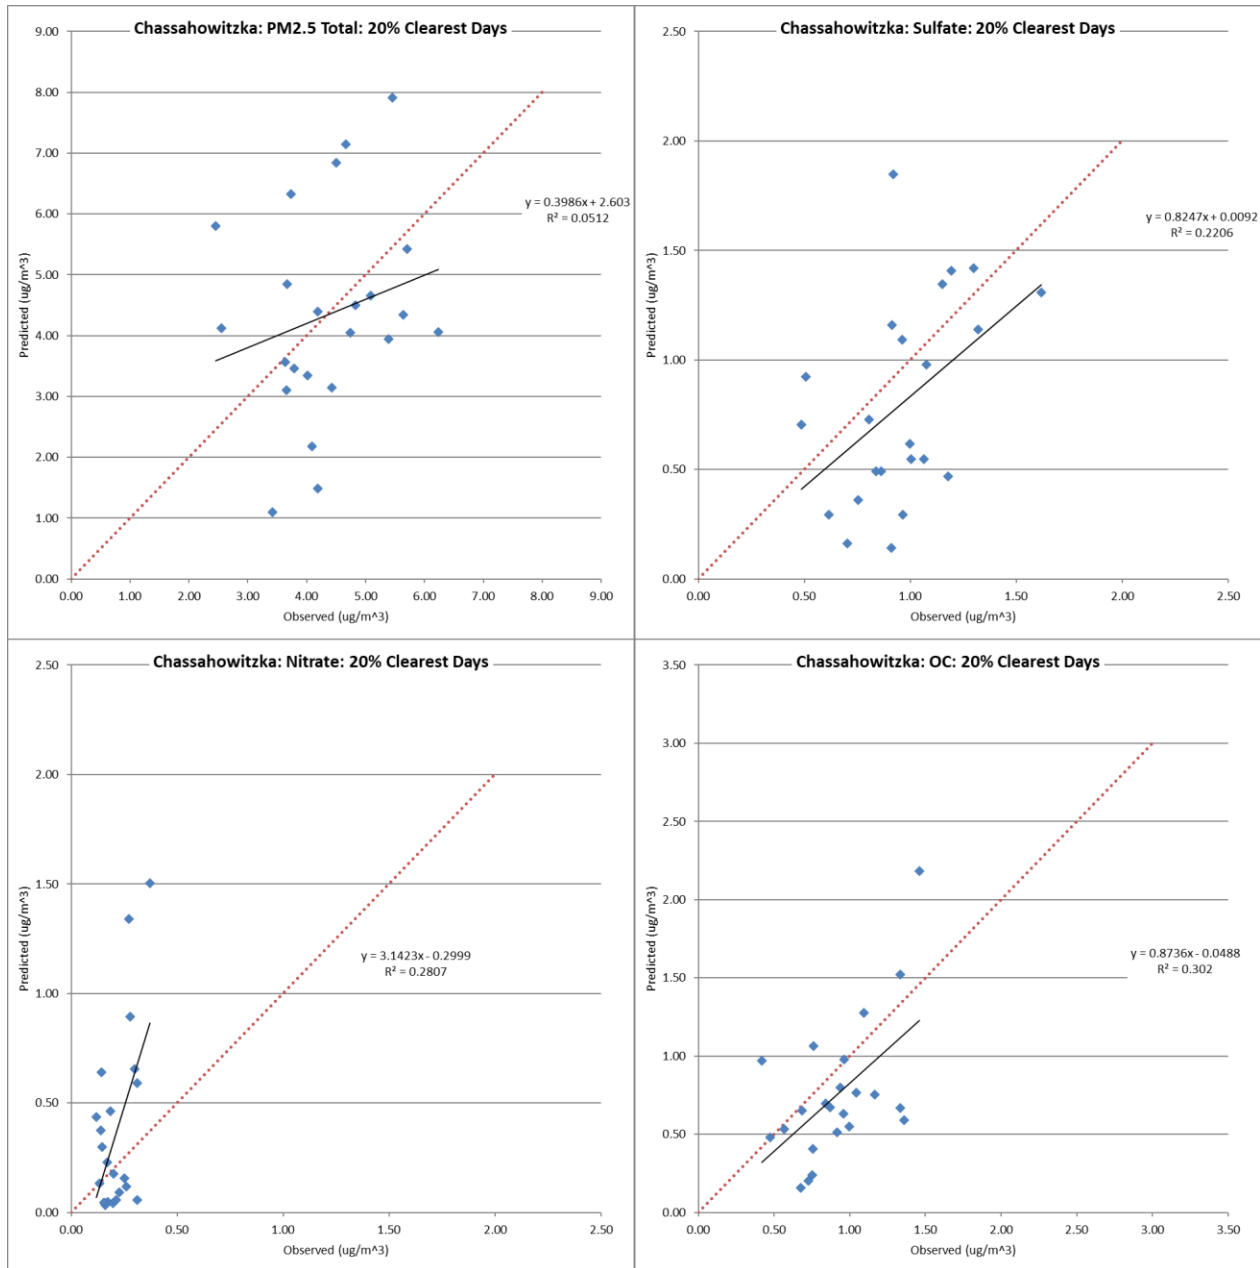 Chassahowitzka: PM2.5 Total: 20% Clearest Days
9.00
8.00
7.00
6.00
5.00
4.00
3.00
2.00
1.00
0.00
Predicted (ug/m^3)
y = 0.3986x + 2.603
R² = 0.0512
0.00 1.00 2.00 3.00 4.00 5.00 6.00 7.00 8.00 9.00
Observed (ug/m^3)
Chassahowitzka: Sulfate: 20% Clearest Days
2.50
2.00
1.50
1.00
0.50
0.00
Predicted (ug/m^3)
y = 0.8247x + 0.0092
R² = 0.2206
0.00 0.50 1.00 1.50 2.00 2.50
Observed (ug/m^3)
Chassahowitzka: Nitrate: 20% Clearest Days
2.50
2.00
1.50
1.00
0.50
0.00
Predicted (ug/m^3)
y = 3.1423x - 0.2999
R² = 0.2807
0.00 0.50 1.00 1.50 2.00 2.50
Observed (ug/m^3)
Chassahowitzka: OC: 20% Clearest Days
3.50
3.00
2.50
2.00
1.50
1.00
0.50
0.00
Predicted (ug/m^3)
y = 0.8736x - 0.0488
R² = 0.302
0.00 0.50 1.00 1.50 2.00 2.50 3.00 3.50
Observed (ug/m^3)